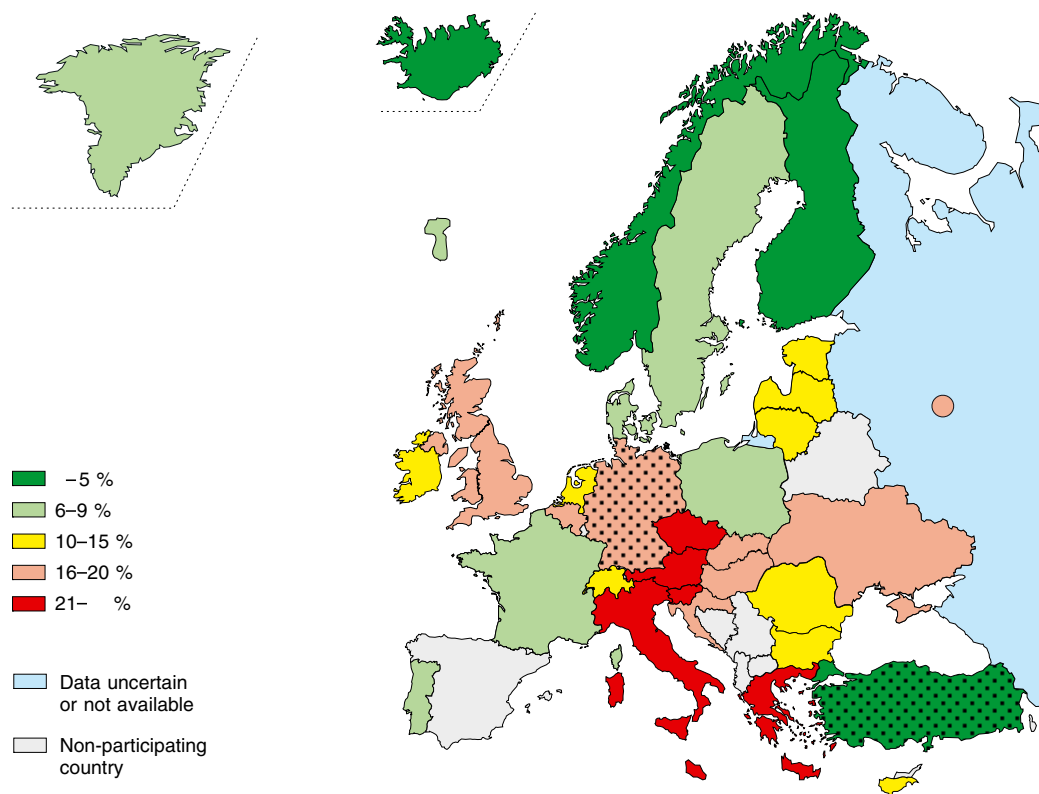 –5 %
6–9 %
10–15 %
16–20 %
21– %
Data uncertain
or not available
Non-participating
country